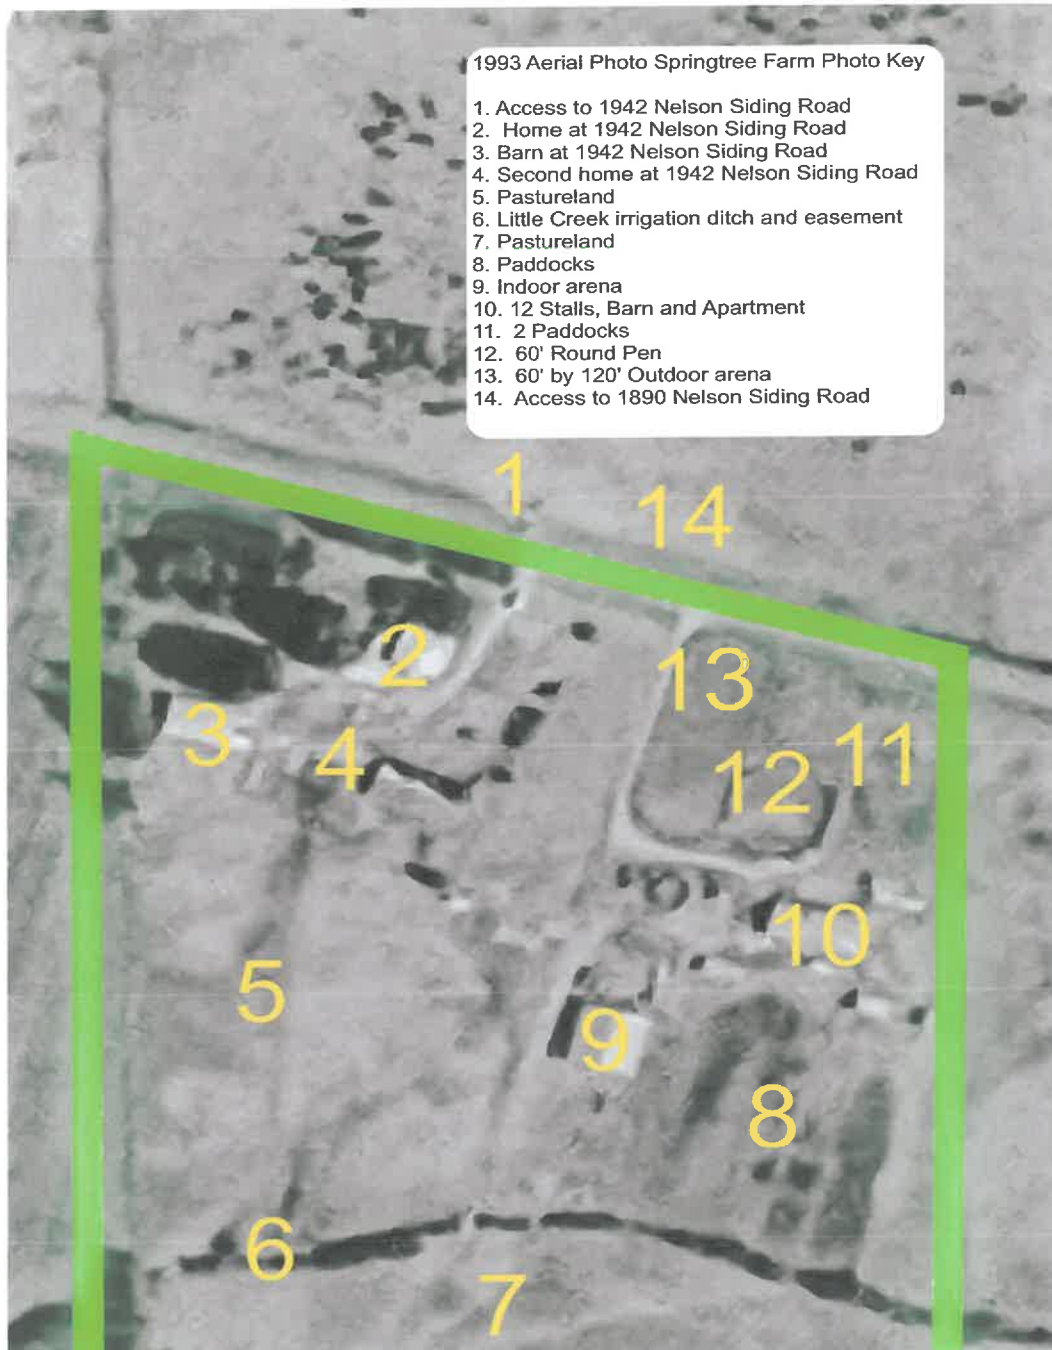 1993 Aerial Photo Springtree Farm Photo Key
1. Access to 1942 Nelson Siding Road
2. Home at 1942 Nelson Siding Road
3. Barn at 1942 Nelson Siding Road
4. Second home at 1942 Nelson Siding Road
5. Pastureland
6. Little Creek irrigation ditch and easement
7. Pastureland
8. Paddocks
9. Indoor arena
10. 12 Stalls, Barn and Apartment
11. 2 Paddocks
12. 60' Round Pen
13. 60' by 120' Outdoor arena
14. Access to 1890 Nelson Siding Road
1
14
2
13
3
4
11
12
10
5
9
8
6
7